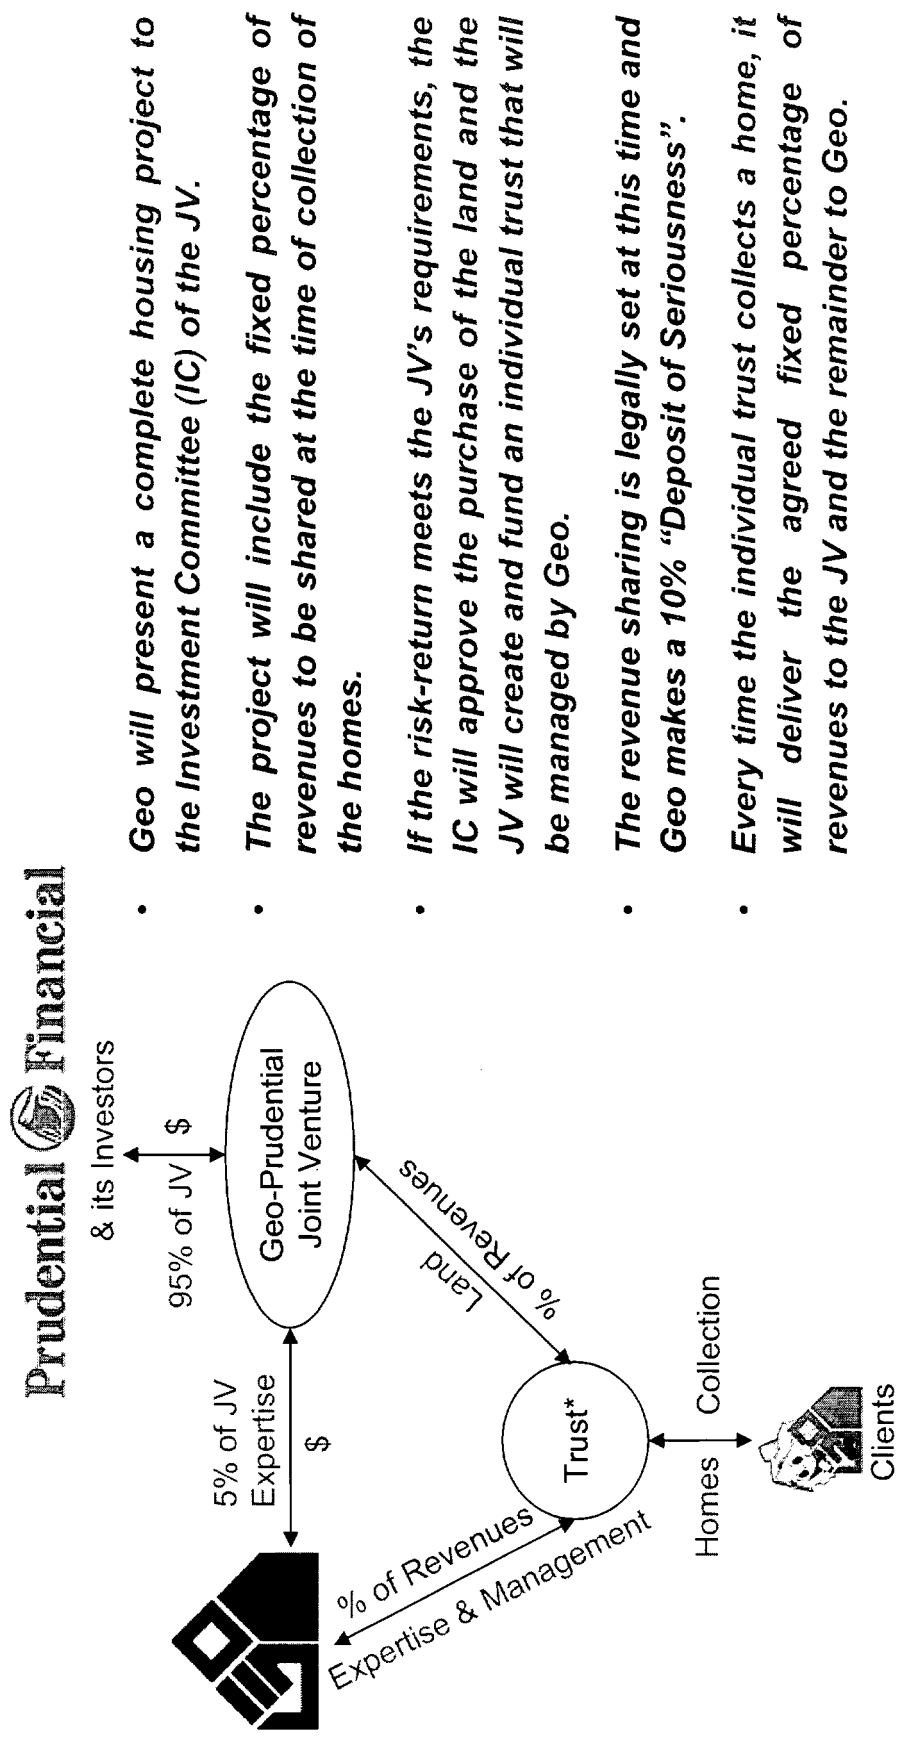 Prudential Financial
& its Investors
95% of JV $
Geo-Prudential
Joint Venture
5% of JV
Expertise
$
% of Revenues
Expertise & Management
Land
% of Revenues
Trust*
Homes Collection
Clients
• Geo will present a complete housing project to
the Investment Committee (IC) of the JV.
• The project will include the fixed percentage of
revenues to be shared at the time of collection of
the homes.
• If the risk-return meets the JV's requirements, the
IC will approve the purchase of the land and the
JV will create and fund an individual trust that will
be managed by Geo.
• The revenue sharing is legally set at this time and
Geo makes a 10% “Deposit of Seriousness”.
• Every time the individual trust collects a home, it
will deliver the agreed fixed percentage of
revenues to the JV and the remainder to Geo.